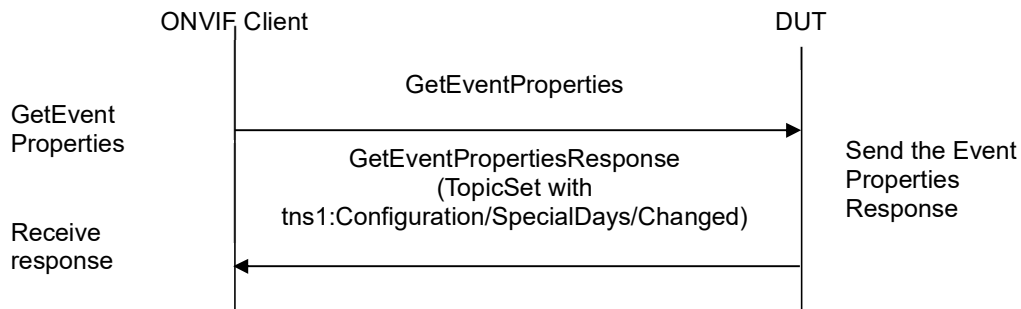 ONVIF Client
DUT
GetEventProperties
GetEvent
Properties
GetEventPropertiesResponse
(TopicSet with
tns1:Configuration/SpecialDays/Changed)
Send the Event
Properties
Response
Receive
response